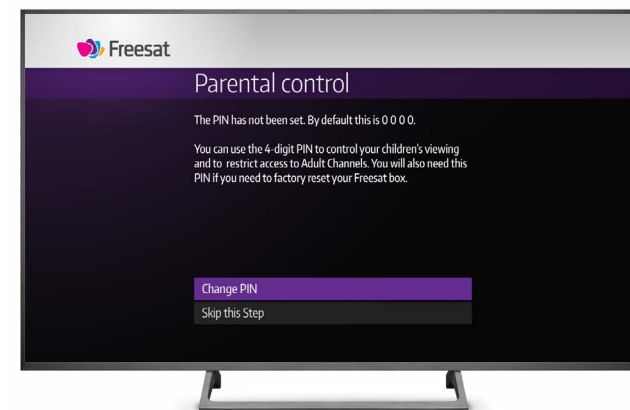 Freesat
Parental control
The PIN has not been set. By default this is 0 0 0 0.
You can use the 4-digit PIN to control your children's viewing
and to restrict access to Adult Channels. You will also need this
PIN if you need to factory reset your Freesat box.
Change PIN
Skip this Step